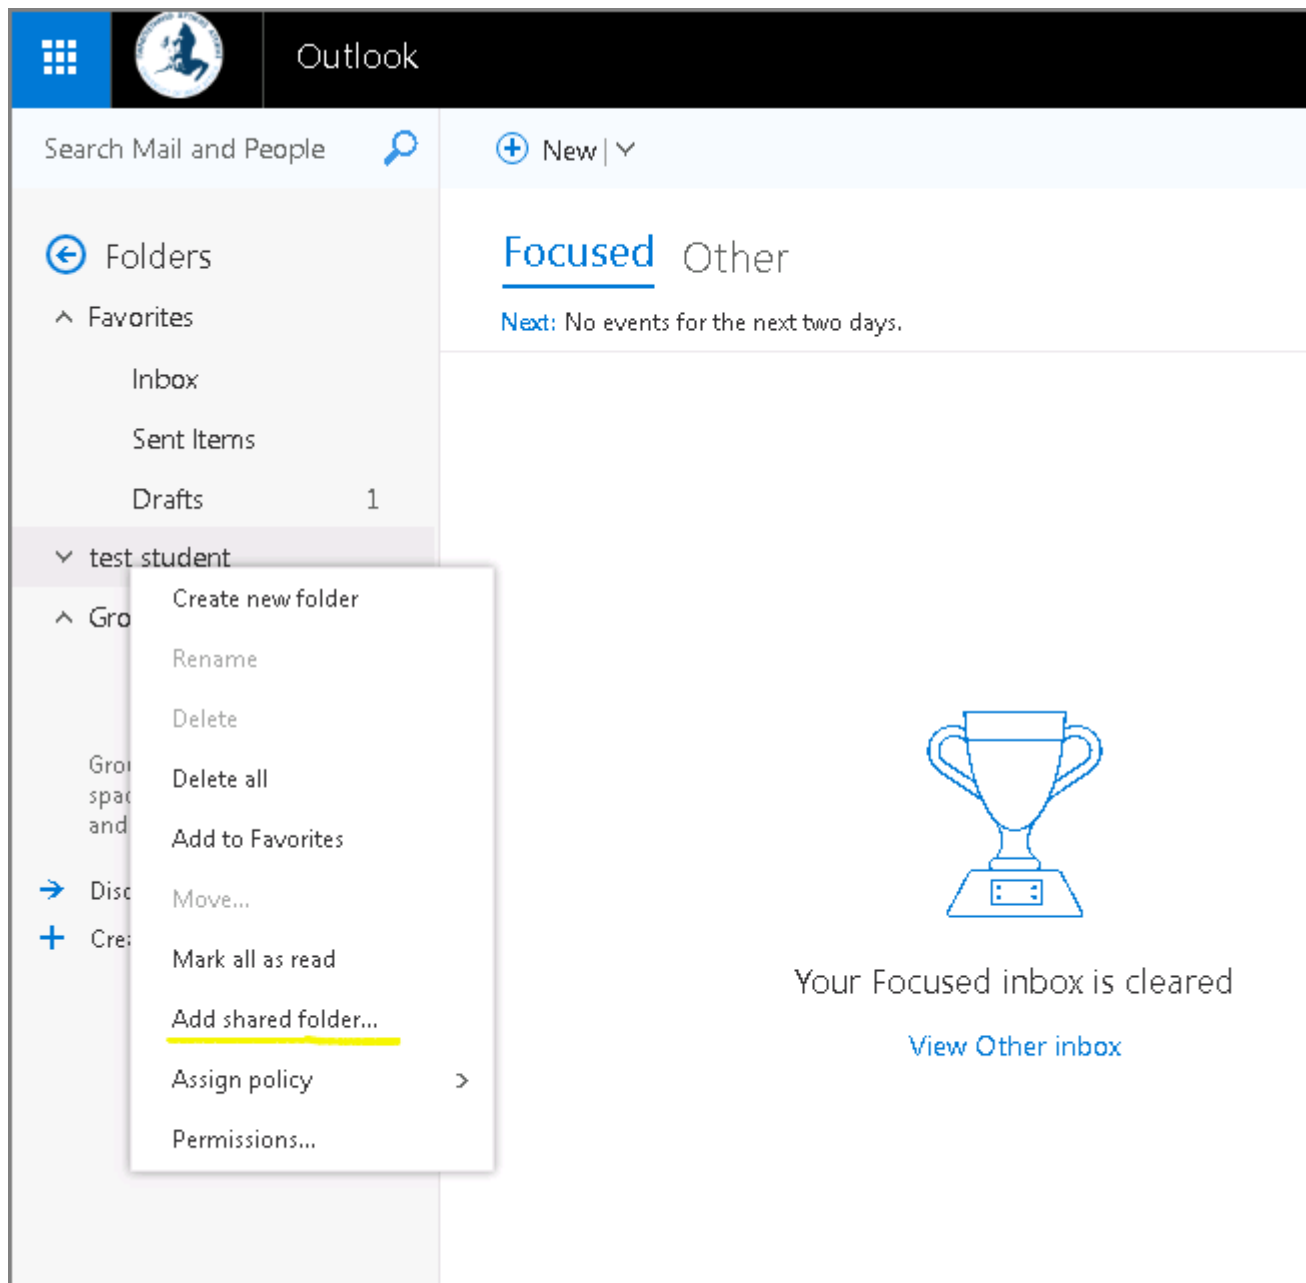 Outlook
Search Mail and People
New
Folders
Focused Other
Favorites
Next: No events for the next two days.
Inbox
Sent Items
Drafts 1
test student
Create new folder
Rename
Delete
Delete all
Add to Favorites
Move...
Mark all as read
Add shared folder...
Assign policy
Permissions...
and
Your Focused inbox is cleared
View Other inbox